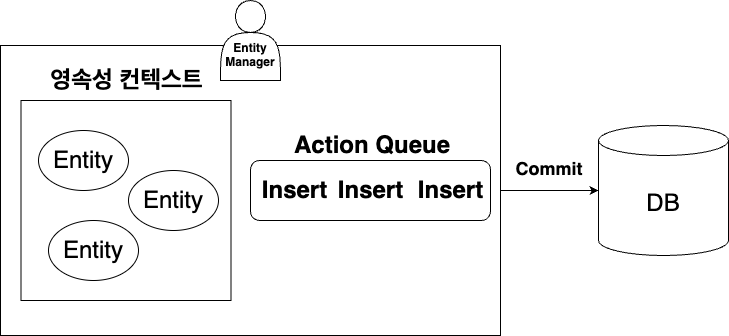 Entity
Manager
영속성 컨텍스트
Entity
Entity
Entity
Action Queue
Insert Insert Insert
Commit
DB